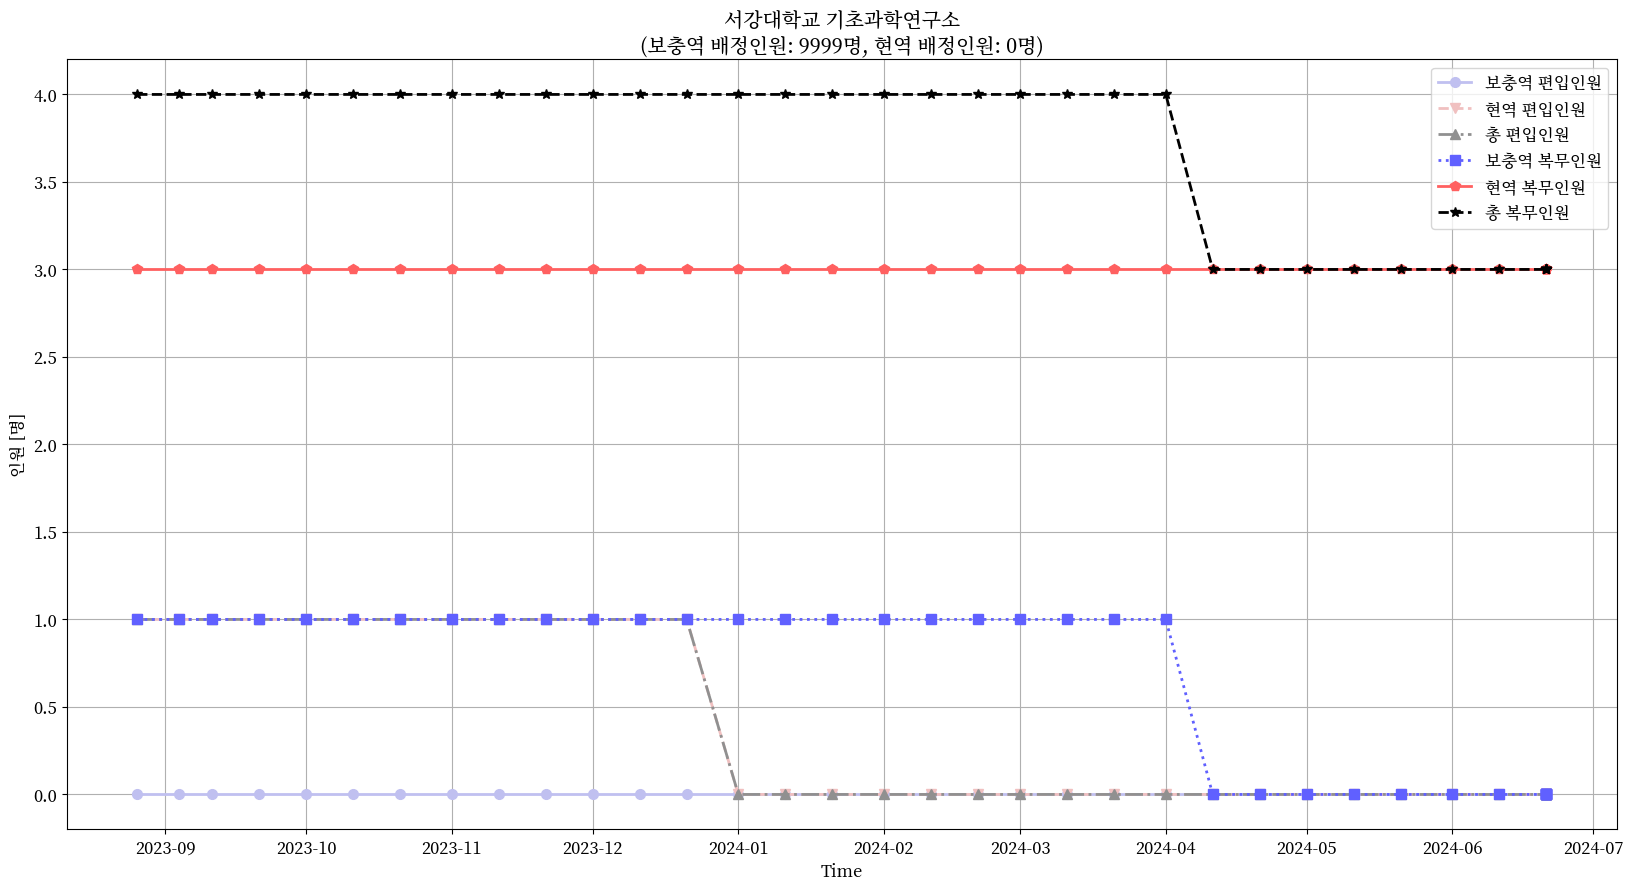 서강대학교 기초과학연구소
(보충역 배정인원: 9999명, 현역 배정인원: 0명)
보충역 편입인원
현역 편입인원
총 편입인원
보충역 복무인원
현역 복무인원
총 복무인원
인원 [명]
4.0
3.5
3.0
2.5
2.0
1.5
1.0
0.5
0.0
2023-09 2023-10 2023-11 2023-12 2024-01 2024-02 2024-03 2024-04 2024-05 2024-06 2024-07
Time